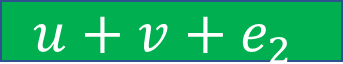 u + v + e₂